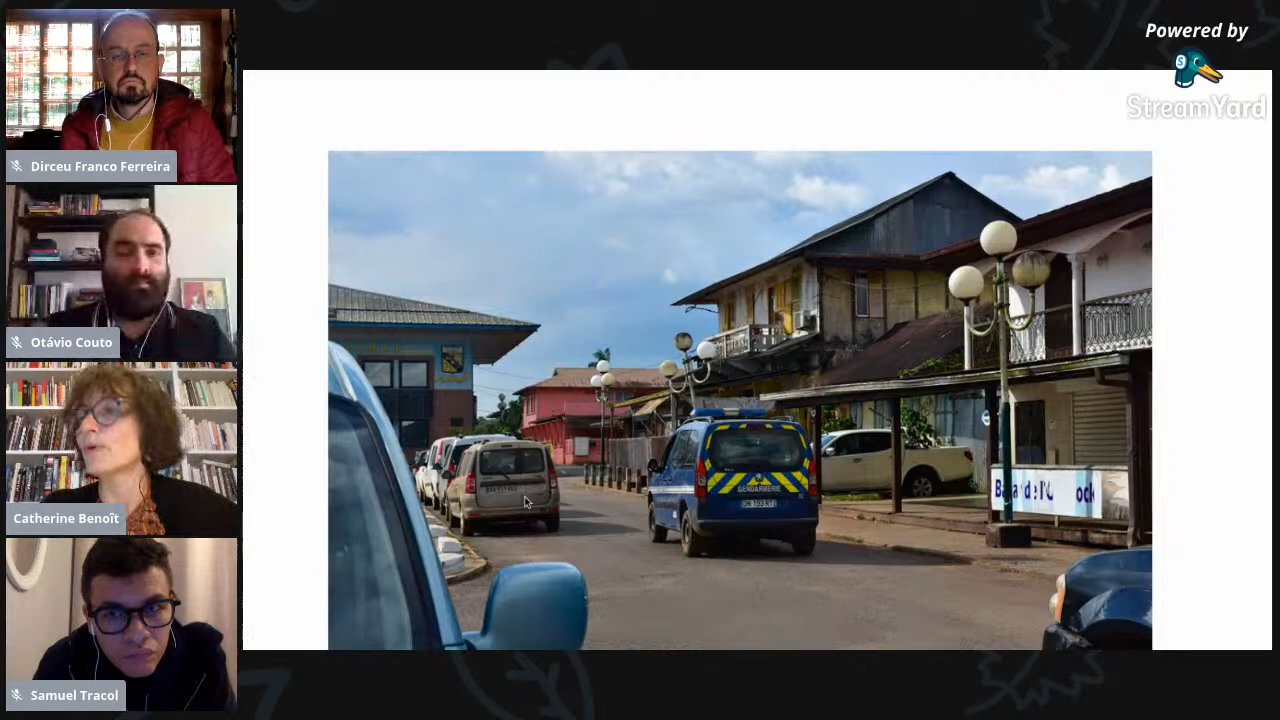 Powered by
StreamYard
Dirceu Franco Ferreira
Otávio Couto
Catherine Benoît
Samuel Tracol
GENDARMERIE